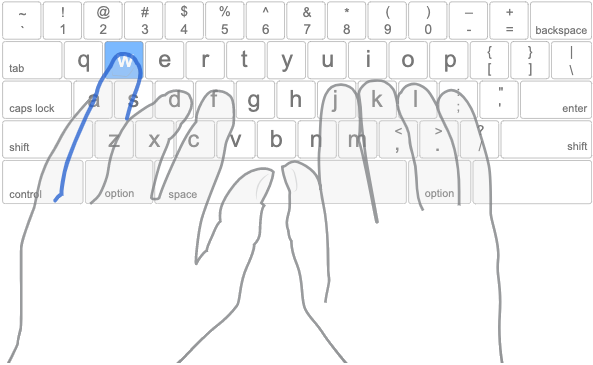 ~ ! @ # $ % ^ & * ( ) — +
` 1 2 3 4 5 6 7 8 9 0 - = backspace
tab q w e r t y u i o p { [ } ] | \
caps lock a s d f g h j k l : ; " ' enter
shift z x c v b n m < , > . ? / shift
control option space option